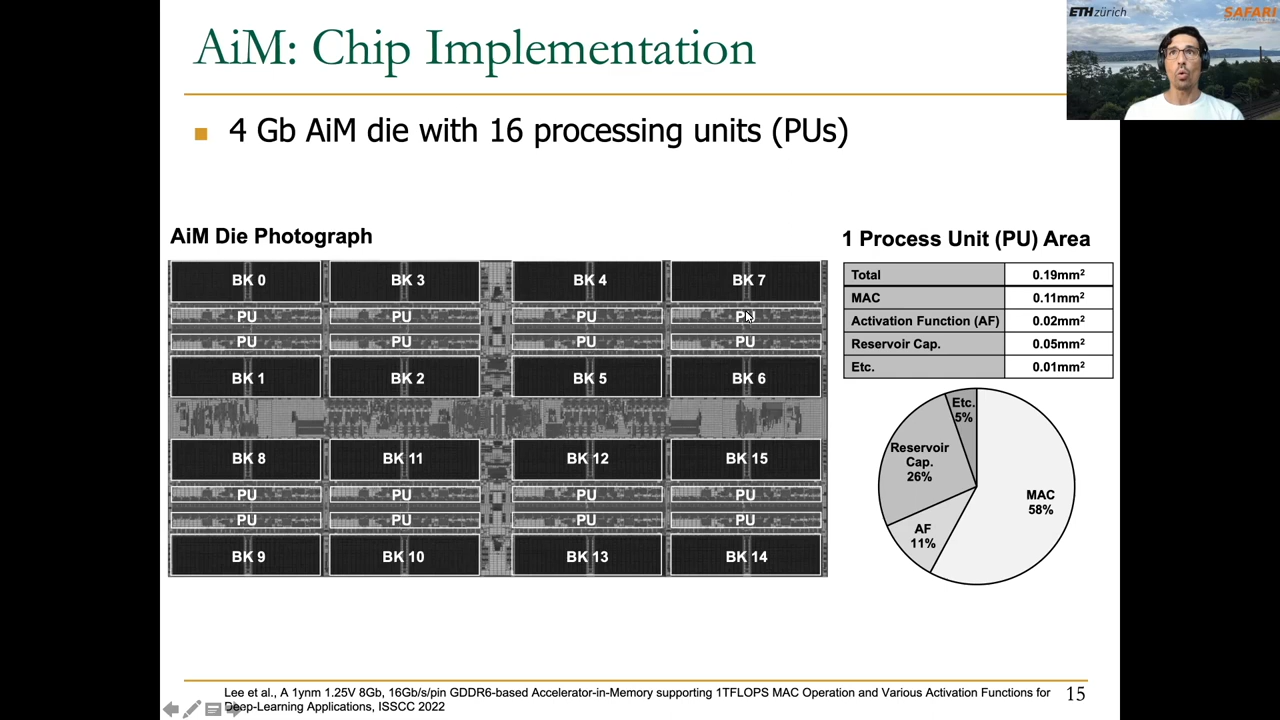 ETH zürich
SAFARI
AiM: Chip Implementation
4 Gb AiM die with 16 processing units (PUs)
AiM Die Photograph
BK 0 BK 3 BK 4 BK 7
PU PU PU PU
PU PU PU PU
BK 1 BK 2 BK 5 BK 6
BK 8 BK 11 BK 12 BK 15
PU PU PU PU
PU PU PU PU
BK 9 BK 10 BK 13 BK 14
1 Process Unit (PU) Area
Total 0.19mm²
MAC 0.11mm²
Activation Function (AF) 0.02mm²
Reservoir Cap. 0.05mm²
Etc. 0.01mm²
Etc.
5%
Reservoir
Cap.
26%
MAC
58%
AF
11%
Lee et al., A 1ynm 1.25V 8Gb, 16Gb/s/pin GDDR6-based Accelerator-in-Memory supporting 1TFLOPS MAC Operation and Various Activation Functions for
Deep-Learning Applications, ISSCC 2022
15